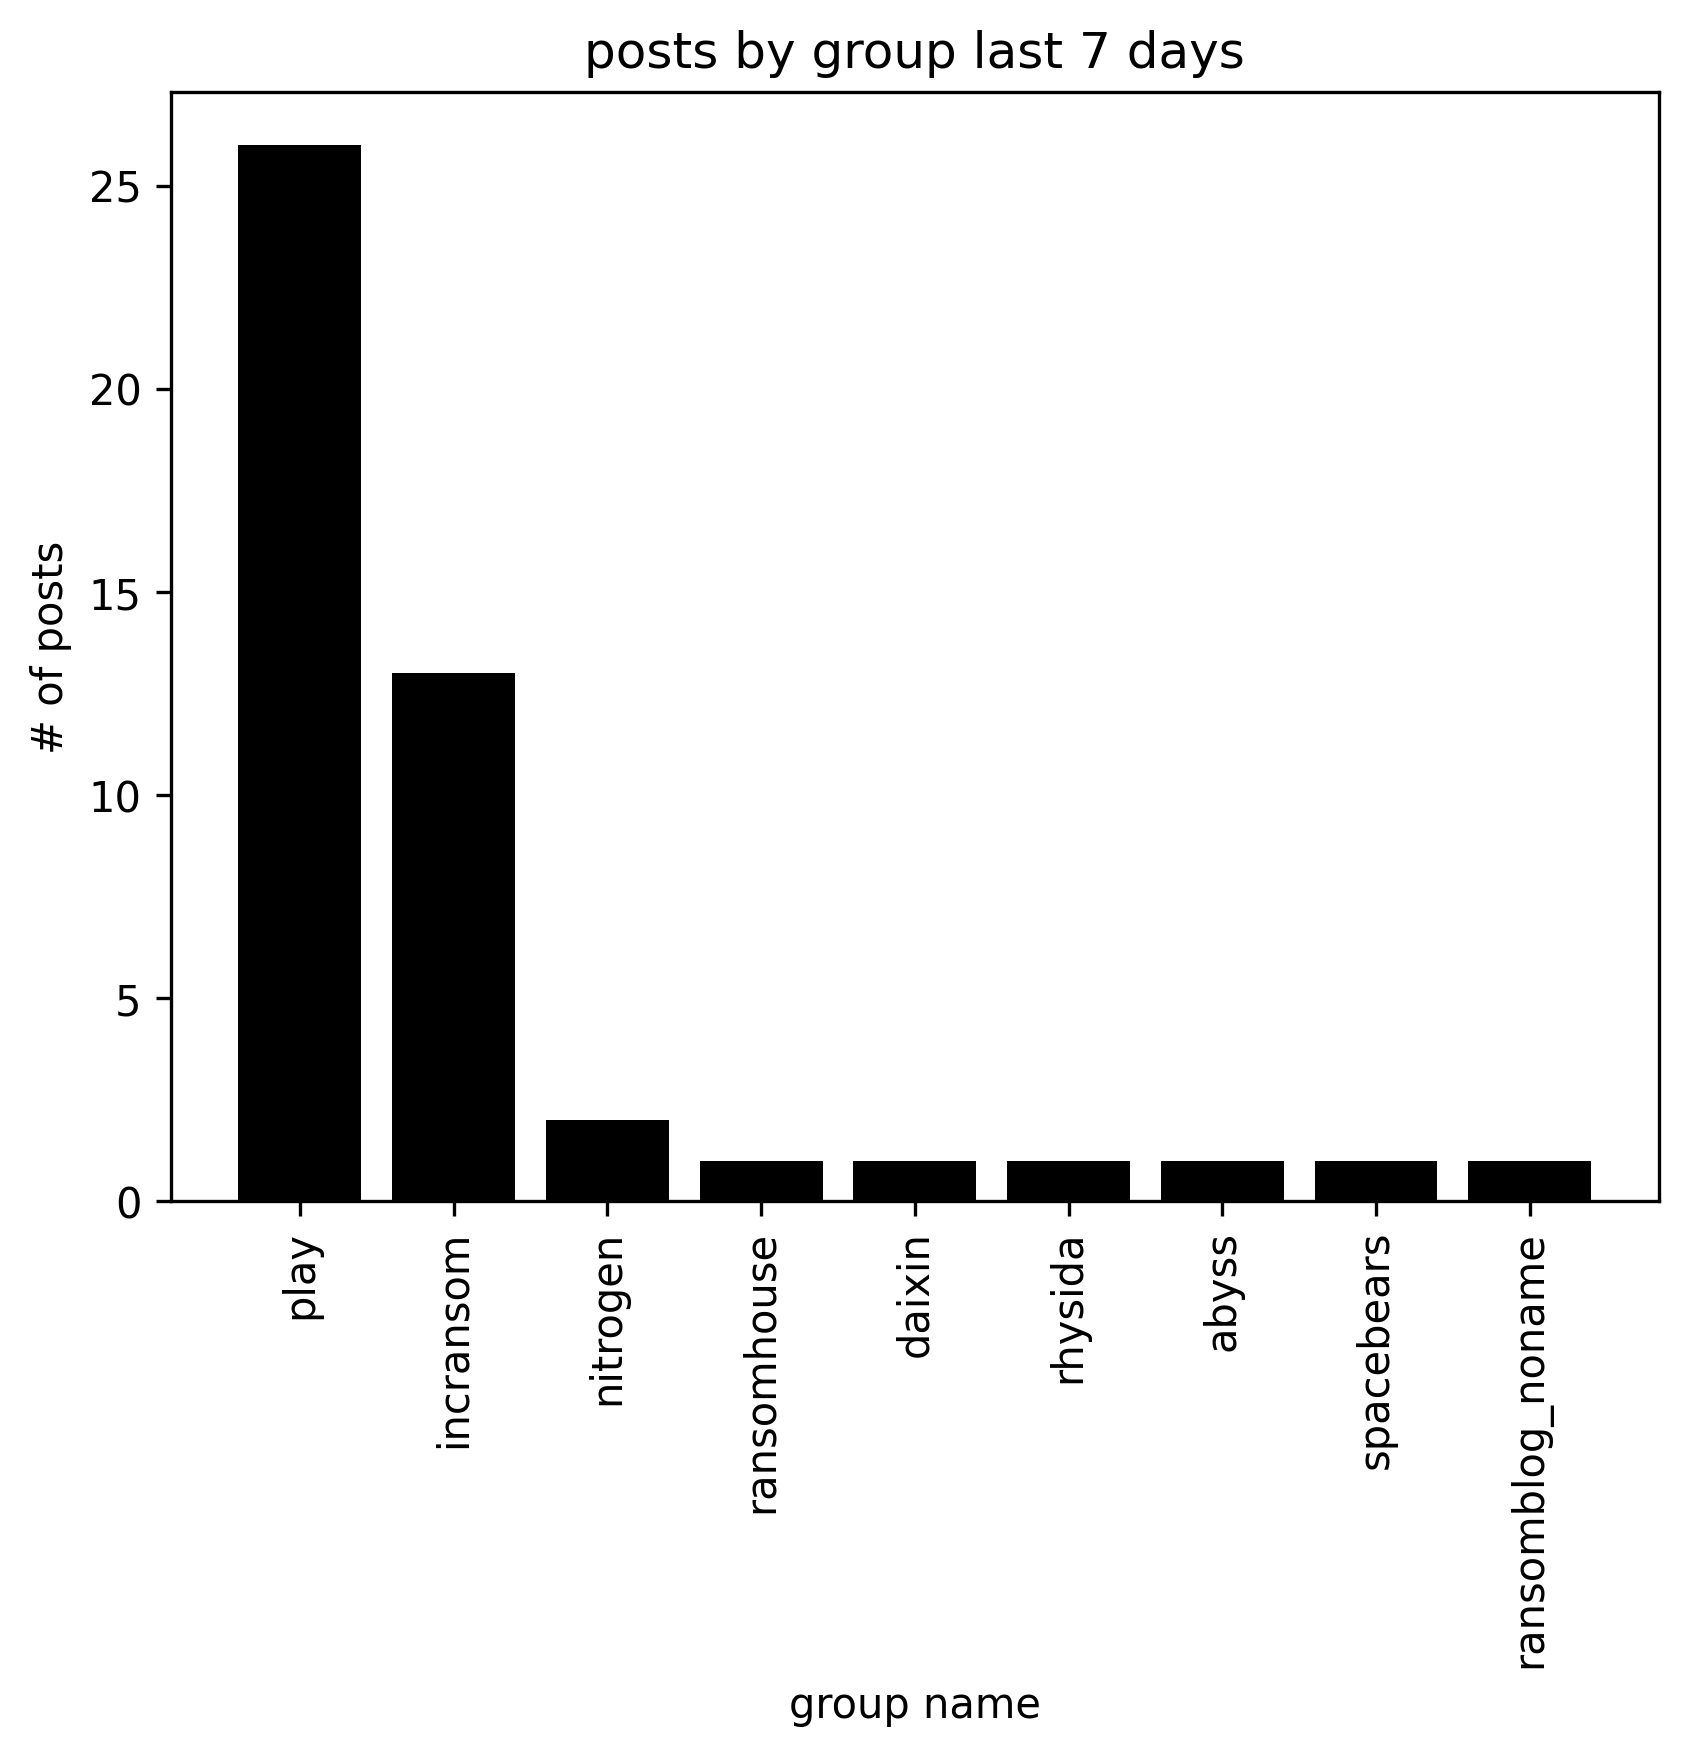 posts by group last 7 days
# of posts
25
20
15
10
5
0
play
incransom
nitrogen
ransomhouse
daixin
rhysida
abyss
spacebears
ransomblog_noname
group name